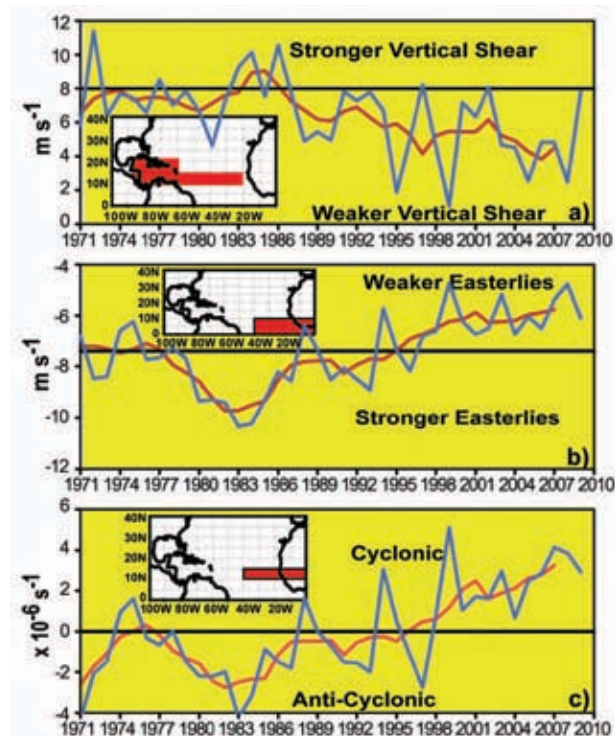 12
Stronger Vertical Shear
10
8
m s-1
6
40N
30N
4
20N
10N
2
0
100W 80W 60W 40W 20W
Weaker Vertical Shear a)
0
1971 1974 1977 1980 1983 1986 1989 1992 1995 1998 2001 2004 2007 2010
-4
40N
30N
20N
10N
0
100W 80W 60W 40W 20W
Weaker Easterlies
-6
m s-1
-8
-10
Stronger Easterlies
-12
b)
1971 1974 1977 1980 1983 1986 1989 1992 1995 1998 2001 2004 2007 2010
6
40N
30N
20N
10N
0
100W 80W 60W 40W 20W
Cyclonic
4
x 10-6 s-1
2
0
-2
Anti-Cyclonic c)
-4
1971 1974 1977 1980 1983 1986 1989 1992 1995 1998 2001 2004 2007 2010